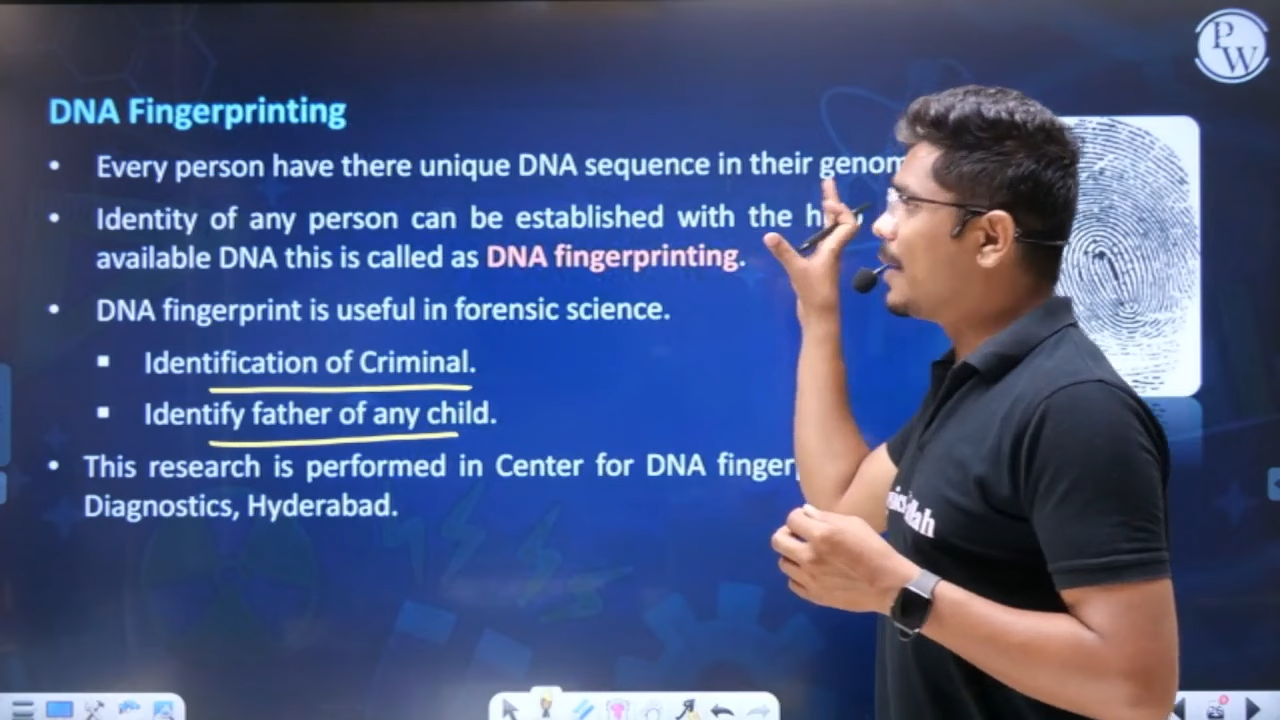 P
W
DNA Fingerprinting
• Every person have there unique DNA sequence in their genom
• Identity of any person can be established with the
available DNA this is called as DNA fingerprinting.
• DNA fingerprint is useful in forensic science.
▪ Identification of Criminal.
▪ Identify father of any child.
• This research is performed in Center for DNA finger
Diagnostics, Hyderabad.
llah